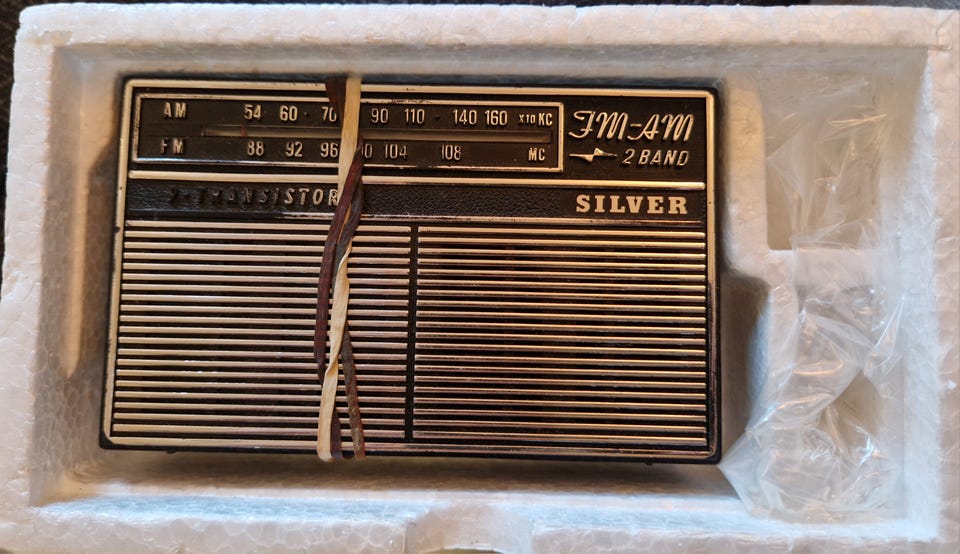 AM 54 60 70 90 110 140 160 X10 KC
FM 88 92 96 104 108 MC
FM-AM
2 BAND
TRANSISTOR
SILVER